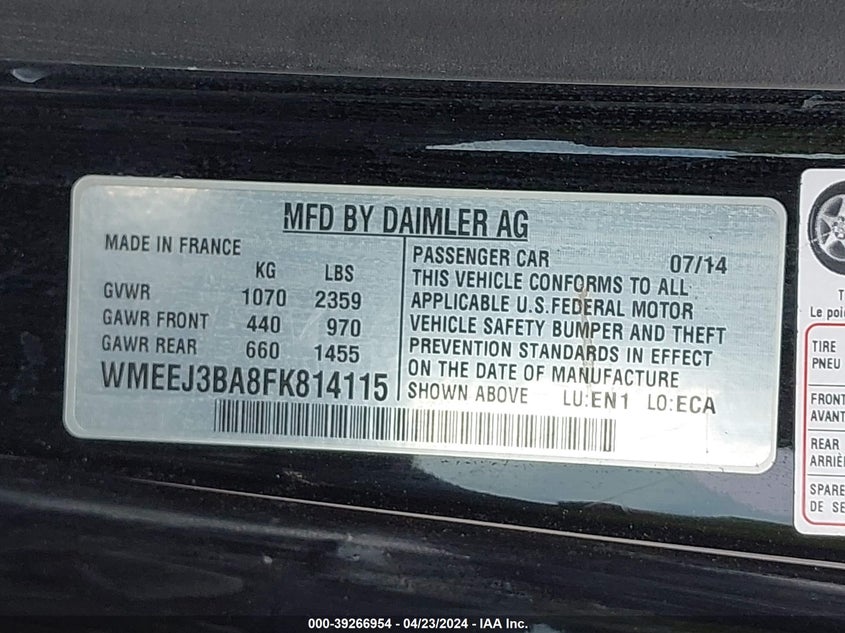 MFD BY DAIMLER AG
MADE IN FRANCE
KG LBS
GVWR 1070 2359
GAWR FRONT 440 970
GAWR REAR 660 1455
WMEEJ3BA8FK814115
PASSENGER CAR 07/14
THIS VEHICLE CONFORMS TO ALL
APPLICABLE U.S.FEDERAL MOTOR
VEHICLE SAFETY BUMPER AND THEFT
PREVENTION STANDARDS IN EFFECT
ON THE DATE OF MANUFACTURE
SHOWN ABOVE LU:EN1 LO:ECA
Le
TIRE
PNEU
FRONT
AVANT
REAR
SPARE
DE
000-39266954 - 04/23/2024 - IAA Inc.